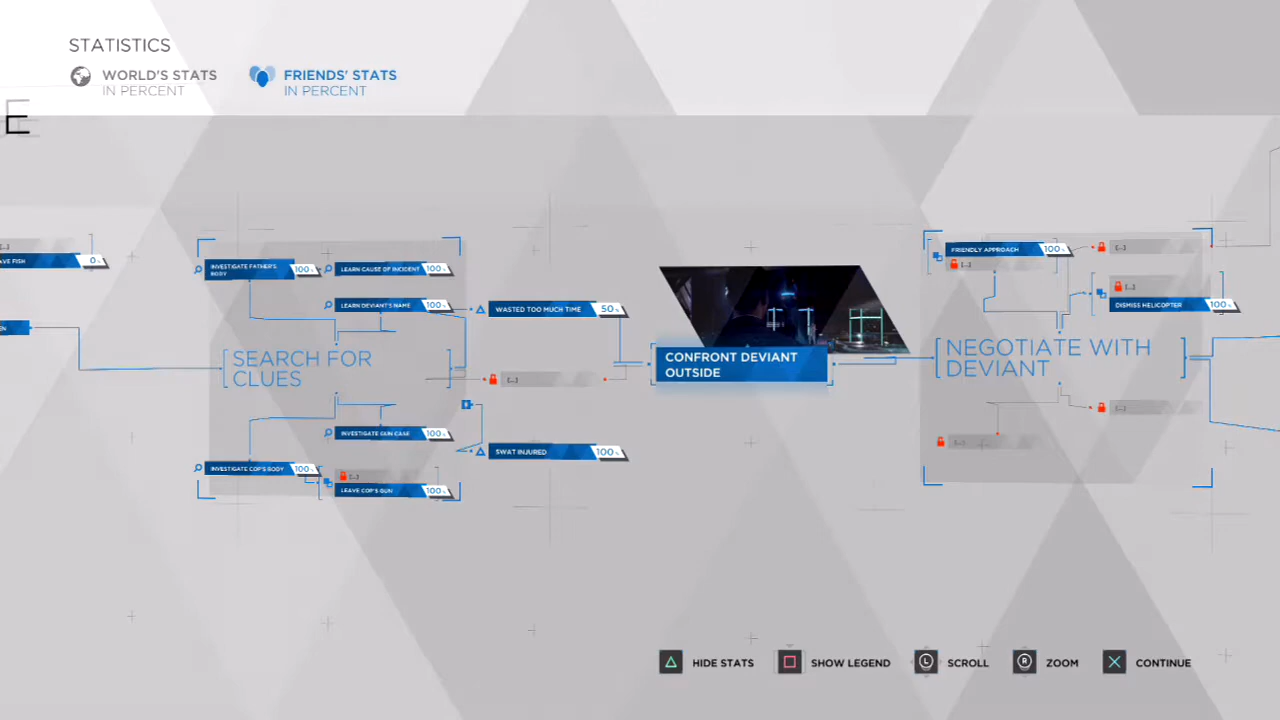 STATISTICS
WORLD'S STATS
IN PERCENT
FRIENDS' STATS
IN PERCENT
E
[...]
AVE FISH 0%
EN
INVESTIGATE FATHER'S
BODY 100%
LEARN CAUSE OF INCIDENT 100%
LEARN DEVIANT'S NAME 100%
SEARCH FOR
CLUES
INVESTIGATE GUN CASE 100%
INVESTIGATE COP'S BODY 100%
[...]
LEAVE COP'S GUN 100%
WASTED TOO MUCH TIME 50%
[...]
SWAT INJURED 100%
CONFRONT DEVIANT
OUTSIDE
FRIENDLY APPROACH 100%
[...]
[...]
[...]
DISMISS HELICOPTER 100%
NEGOTIATE WITH
DEVIANT
[...]
[...]
HIDE STATS
SHOW LEGEND
L
SCROLL
R
ZOOM
CONTINUE